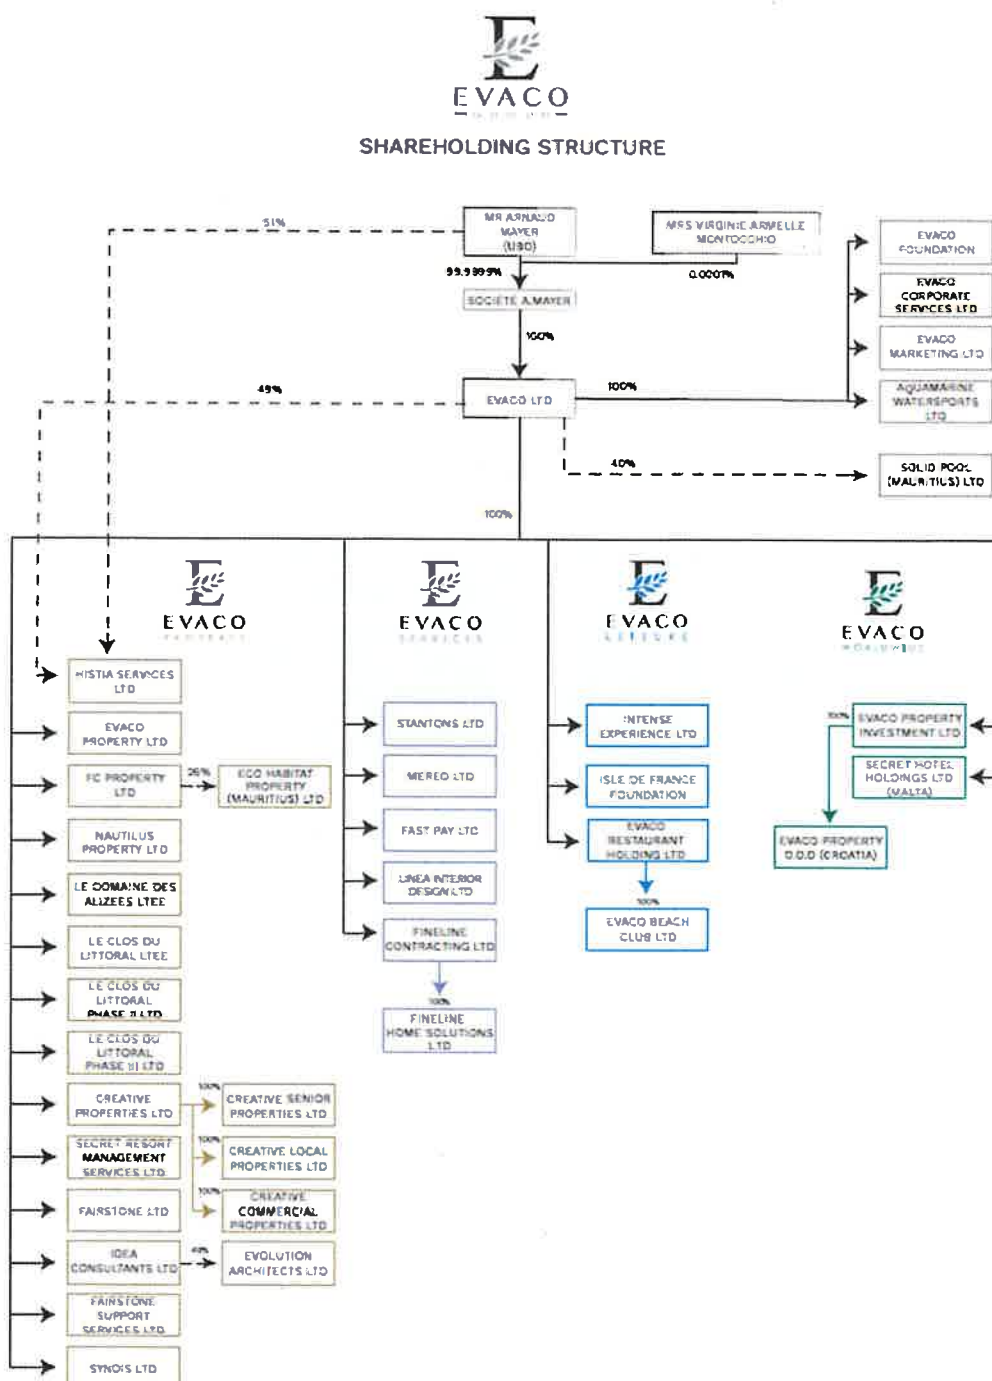 E
EVACO
GROUP
SHAREHOLDING STRUCTURE
51%
MR ARNAUD
MAYER
(UBO)
MRS VIRGINIE ARMELLE
MONTOCCHIO
EVACO
FOUNDATION
99.9999%
0.0001%
SOCIÉTÉ A.MAYER
EVACO
CORPORATE
SERVICES LTD
100%
EVACO
MARKETING LTD
49%
EVACO LTD
100%
AQUAMARINE
WATERSPORTS
LTD
40%
SOLID POOL
(MAURITIUS) LTD
100%
E
EVACO
PROPERTY
E
EVACO
SERVICES
E
EVACO
LEISURE
E
EVACO
WORLDWIDE
HISTIA SERVICES
LTD
EVACO
PROPERTY LTD
FC PROPERTY
LTD
26%
ECO HABITAT
PROPERTY
(MAURITIUS) LTD
NAUTILUS
PROPERTY LTD
LE DOMAINE DES
ALIZEES LTEE
LE CLOS DU
LITTORAL LTEE
LE CLOS DU
LITTORAL
PHASE II LTD
LE CLOS DU
LITTORAL
PHASE III LTD
CREATIVE
PROPERTIES LTD
100%
CREATIVE SENIOR
PROPERTIES LTD
100%
CREATIVE LOCAL
PROPERTIES LTD
100%
CREATIVE
COMMERCIAL
PROPERTIES LTD
SECRET RESORT
MANAGEMENT
SERVICES LTD
FAIRSTONE LTD
IDEA
CONSULTANTS LTD
EVOLUTION
ARCHITECTS LTD
FAIRSTONE
SUPPORT
SERVICES LTD
SYNDIS LTD
STANTONS LTD
MEREO LTD
FAST PAY LTD
LINEA INTERIOR
DESIGN LTD
FINELINE
CONTRACTING LTD
100%
FINELINE
HOME SOLUTIONS
LTD
INTENSE
EXPERIENCE LTD
ISLE DE FRANCE
FOUNDATION
EVACO
RESTAURANT
HOLDING LTD
100%
EVACO BEACH
CLUB LTD
100%
EVACO PROPERTY
INVESTMENT LTD
SECRET HOTEL
HOLDINGS LTD
(MALTA)
EVACO PROPERTY
D.O.O (CROATIA)